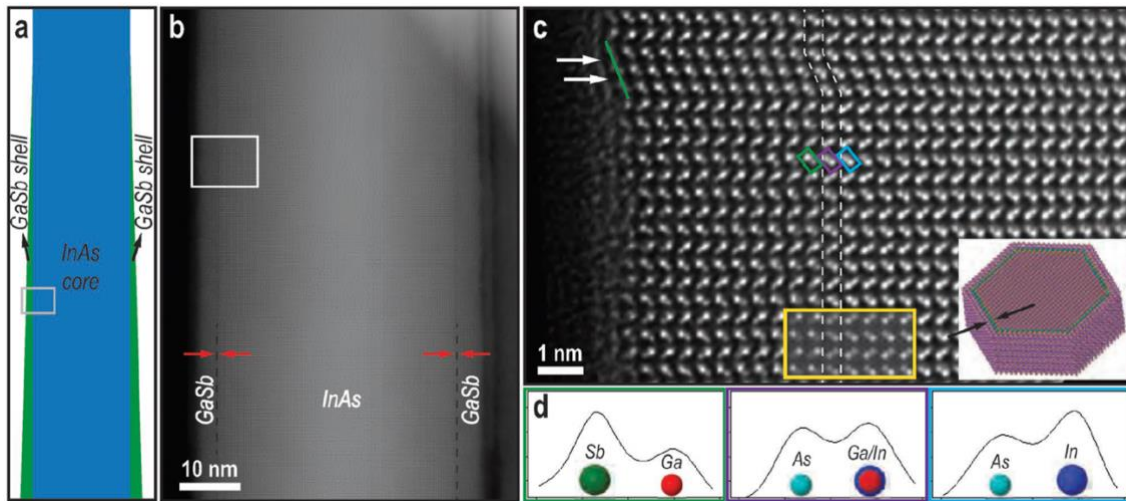 a
GaSb shell
InAs
core
GaSb shell
b
GaSb
InAs
GaSb
10 nm
c
1 nm
d
Sb
Ga
As
Ga/In
As
In